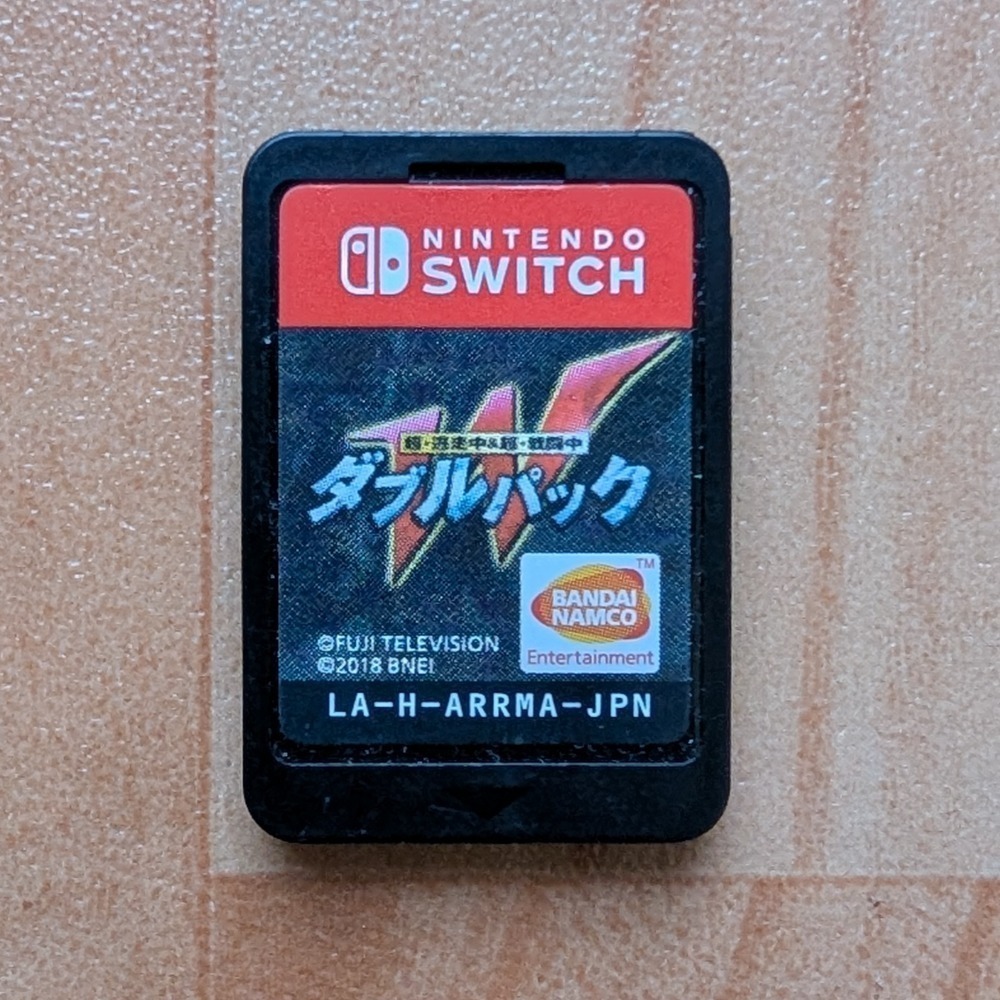 NINTENDO
SWITCH
超・逃走中&超・戦闘中
ダブルパック
W
TM
BANDAI
NAMCO
Entertainment
©FUJI TELEVISION
©2018 BNEI
LA-H-ARRMA-JPN